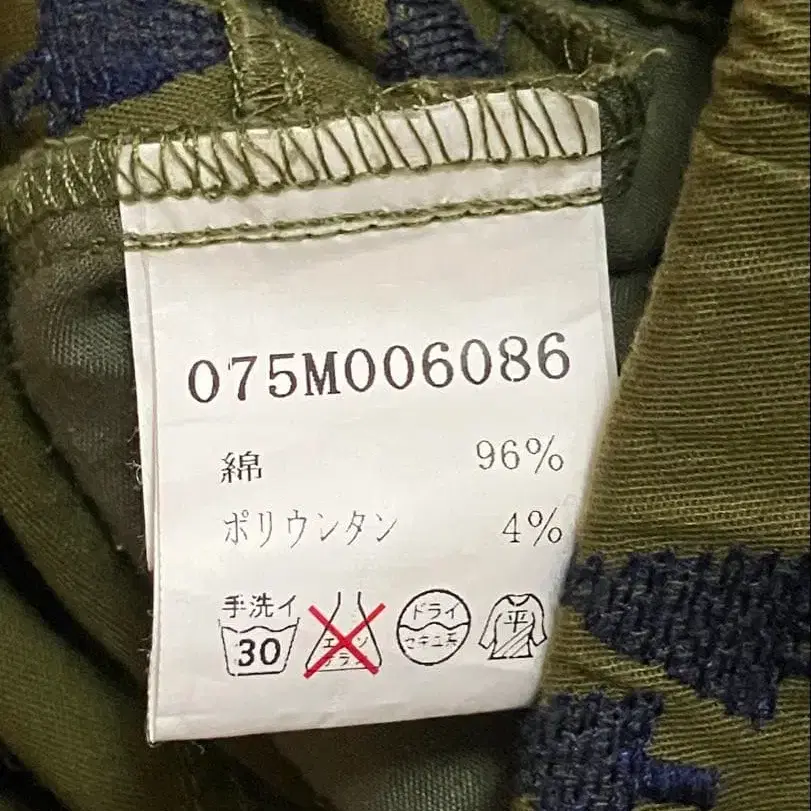 075M006086
綿 96%
ポリウンタン 4%
手洗イ
30
エンソ
サラシ
ドライ
セキユ系
平